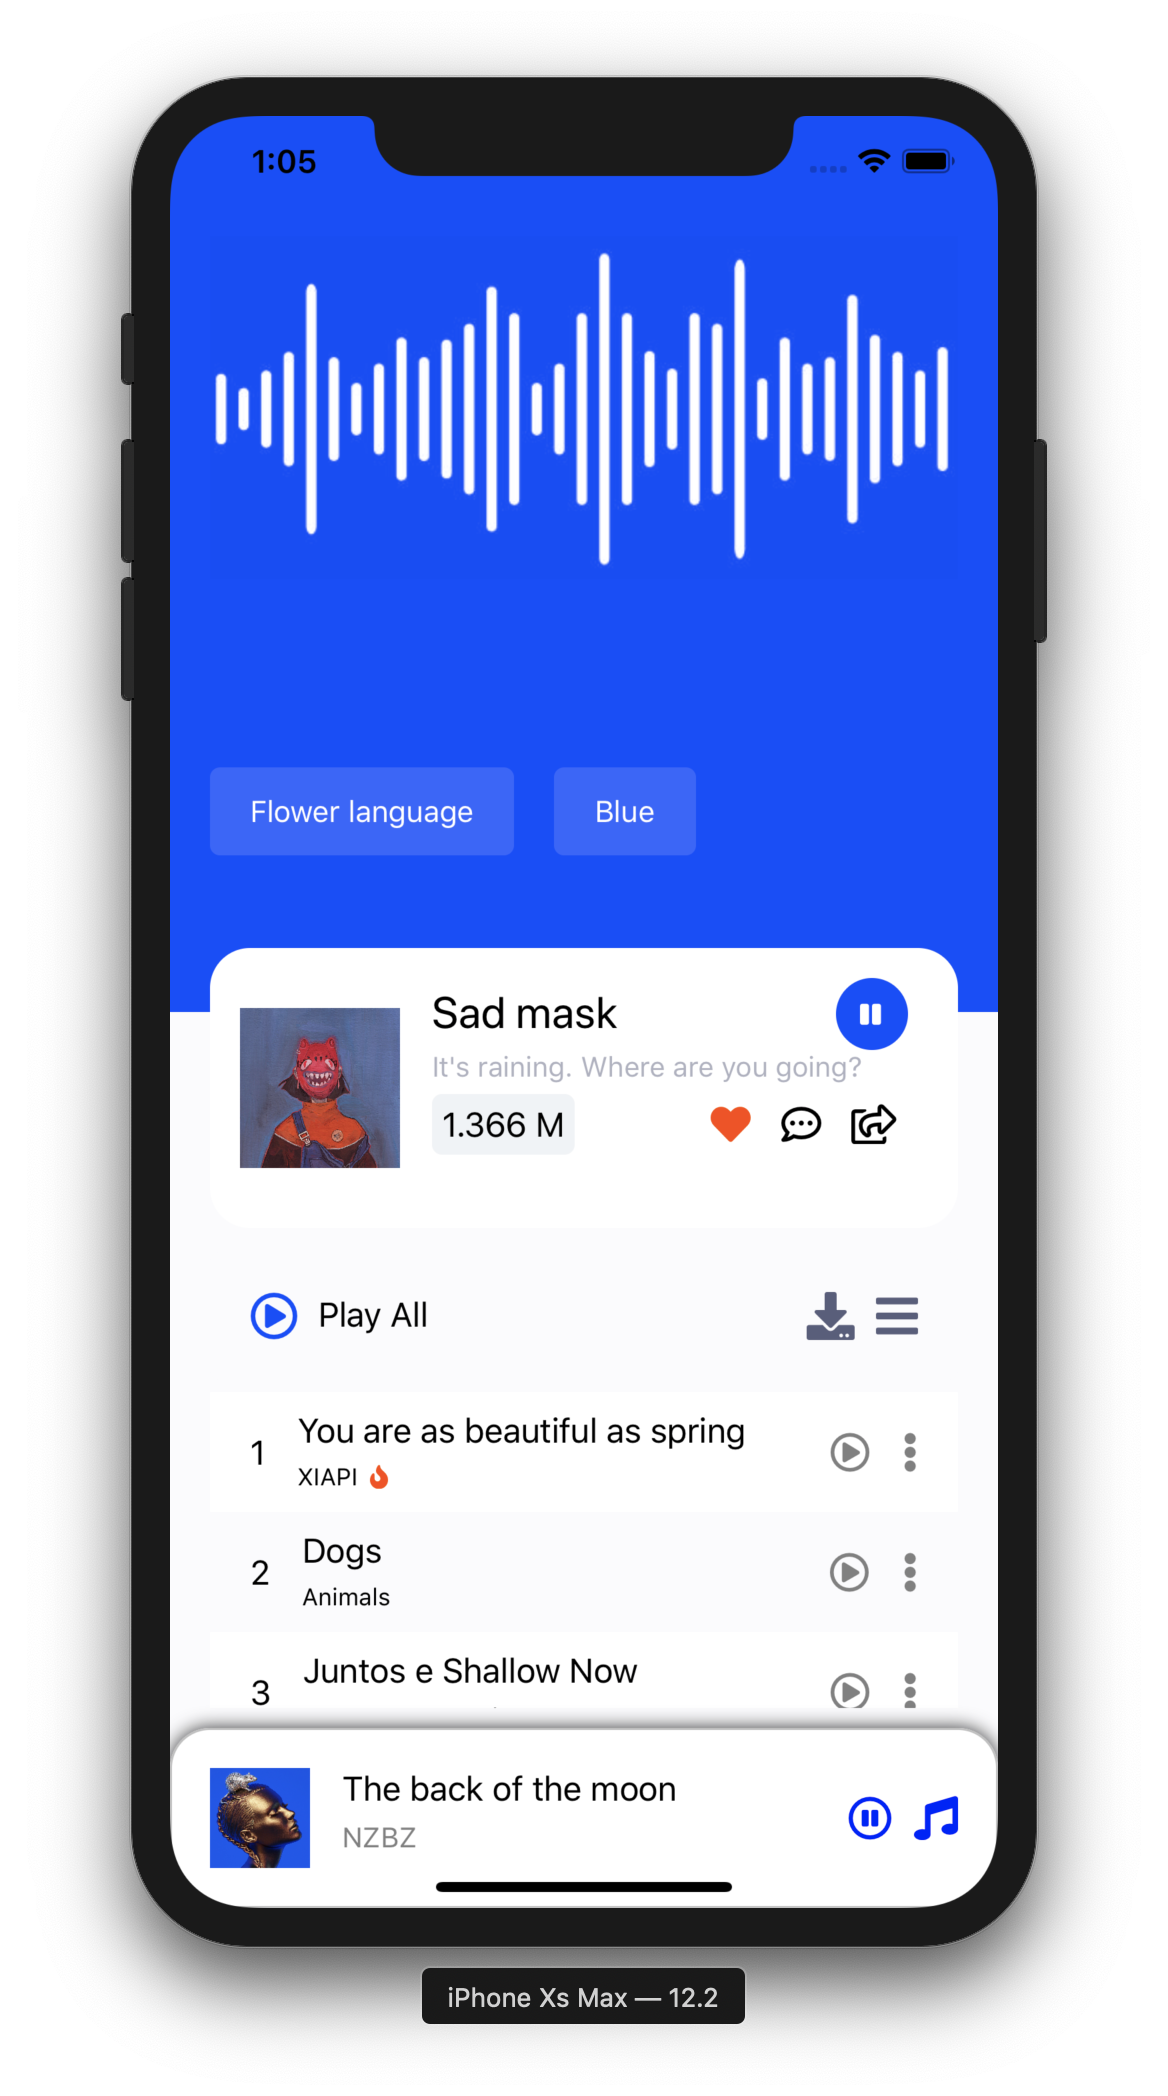 1:05
Flower language
Blue
Sad mask
It's raining. Where are you going?
1.366 M
Play All
1
You are as beautiful as spring
XIAPI
2
Dogs
Animals
3
Juntos e Shallow Now
The back of the moon
NZBZ
iPhone Xs Max — 12.2